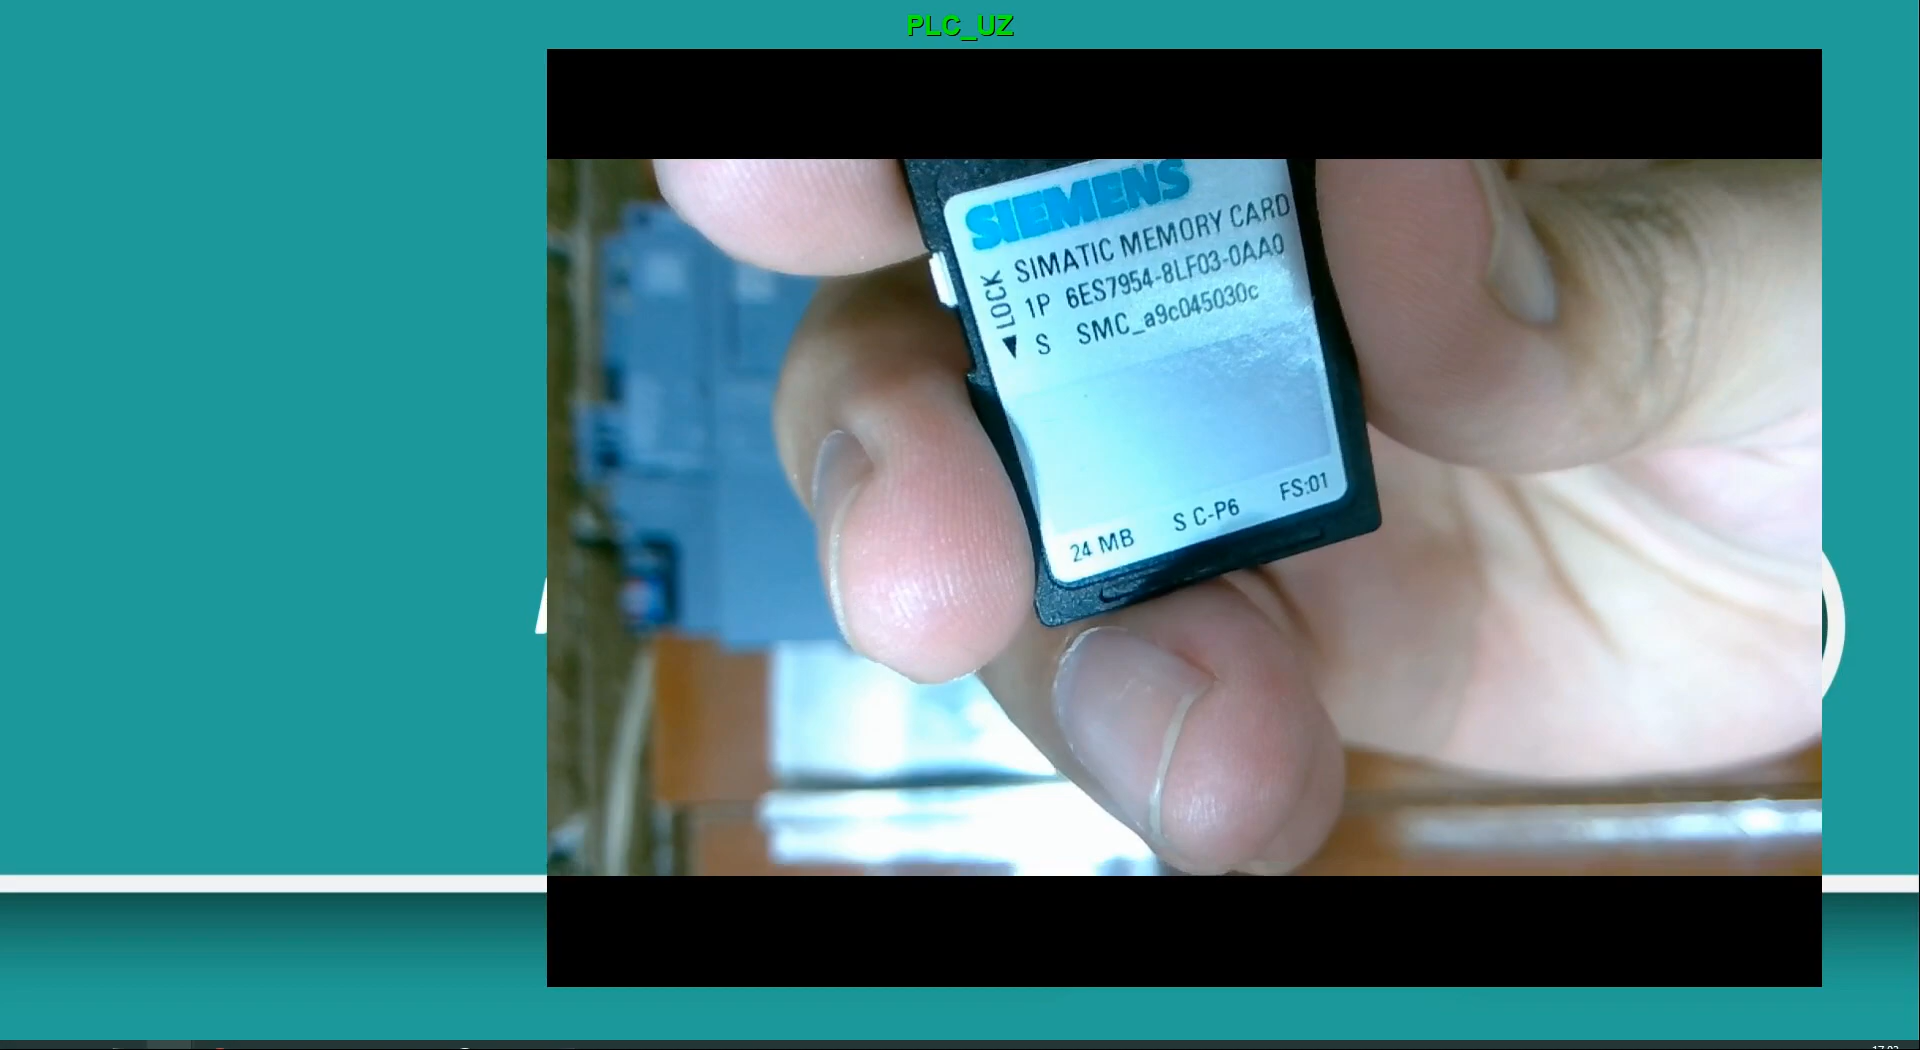 PLC_UZ
SIEMENS
SIMATIC MEMORY CARD
LOCK
1P 6ES7954-8LF03-0AA0
S SMC_a9c045030c
24 MB S C-P6 FS:01